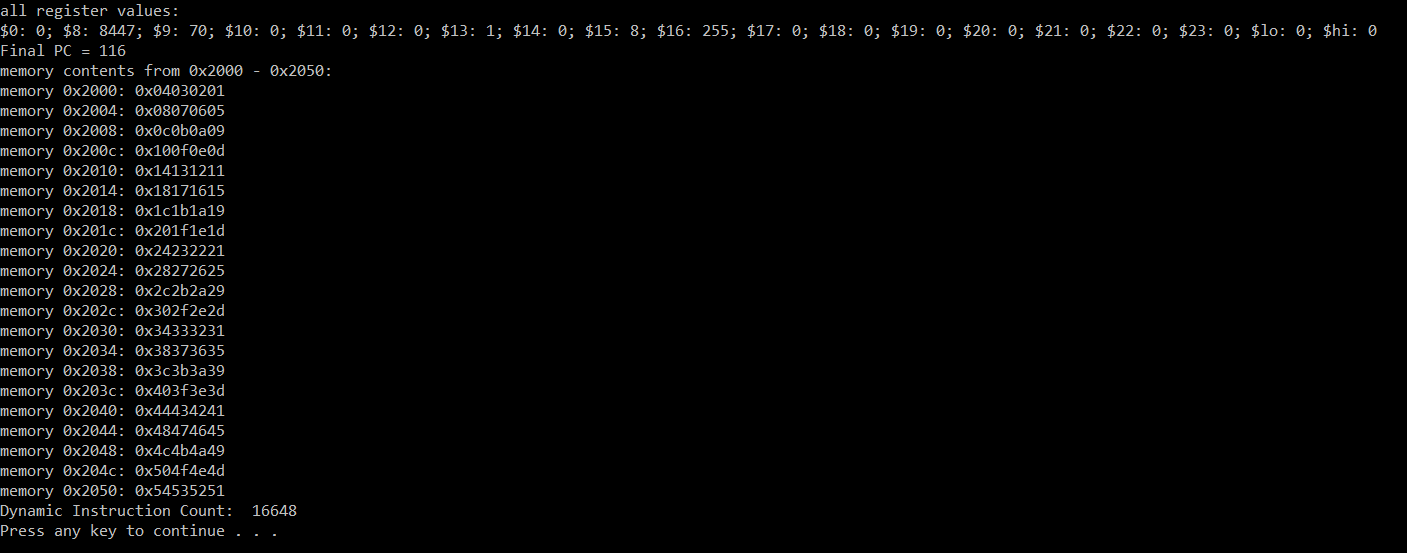 all register values:
$0: 0; $8: 8447; $9: 70; $10: 0; $11: 0; $12: 0; $13: 1; $14: 0; $15: 8; $16: 255; $17: 0; $18: 0; $19: 0; $20: 0; $21: 0; $22: 0; $23: 0; $lo: 0; $hi: 0
Final PC = 116
memory contents from 0x2000 - 0x2050:
memory 0x2000: 0x04030201
memory 0x2004: 0x08070605
memory 0x2008: 0x0c0b0a09
memory 0x200c: 0x100f0e0d
memory 0x2010: 0x14131211
memory 0x2014: 0x18171615
memory 0x2018: 0x1c1b1a19
memory 0x201c: 0x201f1e1d
memory 0x2020: 0x24232221
memory 0x2024: 0x28272625
memory 0x2028: 0x2c2b2a29
memory 0x202c: 0x302f2e2d
memory 0x2030: 0x34333231
memory 0x2034: 0x38373635
memory 0x2038: 0x3c3b3a39
memory 0x203c: 0x403f3e3d
memory 0x2040: 0x44434241
memory 0x2044: 0x48474645
memory 0x2048: 0x4c4b4a49
memory 0x204c: 0x504f4e4d
memory 0x2050: 0x54535251
Dynamic Instruction Count:  16648
Press any key to continue . . .